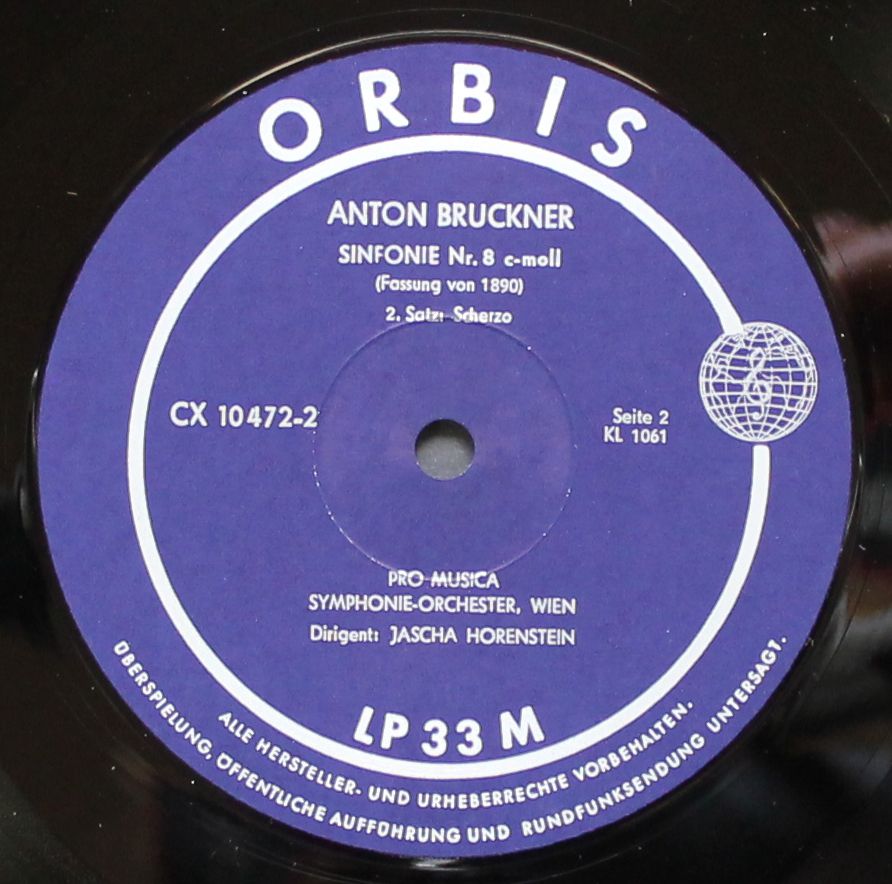 ORBIS
ANTON BRUCKNER
SINFONIE Nr. 8 c-moll
(Fassung von 1890)
2. Satz: Scherzo
CX 10472-2
Seite 2
KL 1061
PRO MUSICA
SYMPHONIE-ORCHESTER, WIEN
Dirigent: JASCHA HORENSTEIN
LP 33 M
ALLE HERSTELLER- UND URHEBERRECHTE VORBEHALTEN.
ÜBERSPIELUNG, ÖFFENTLICHE AUFFÜHRUNG UND RUNDFUNKSENDUNG UNTERSAGT.